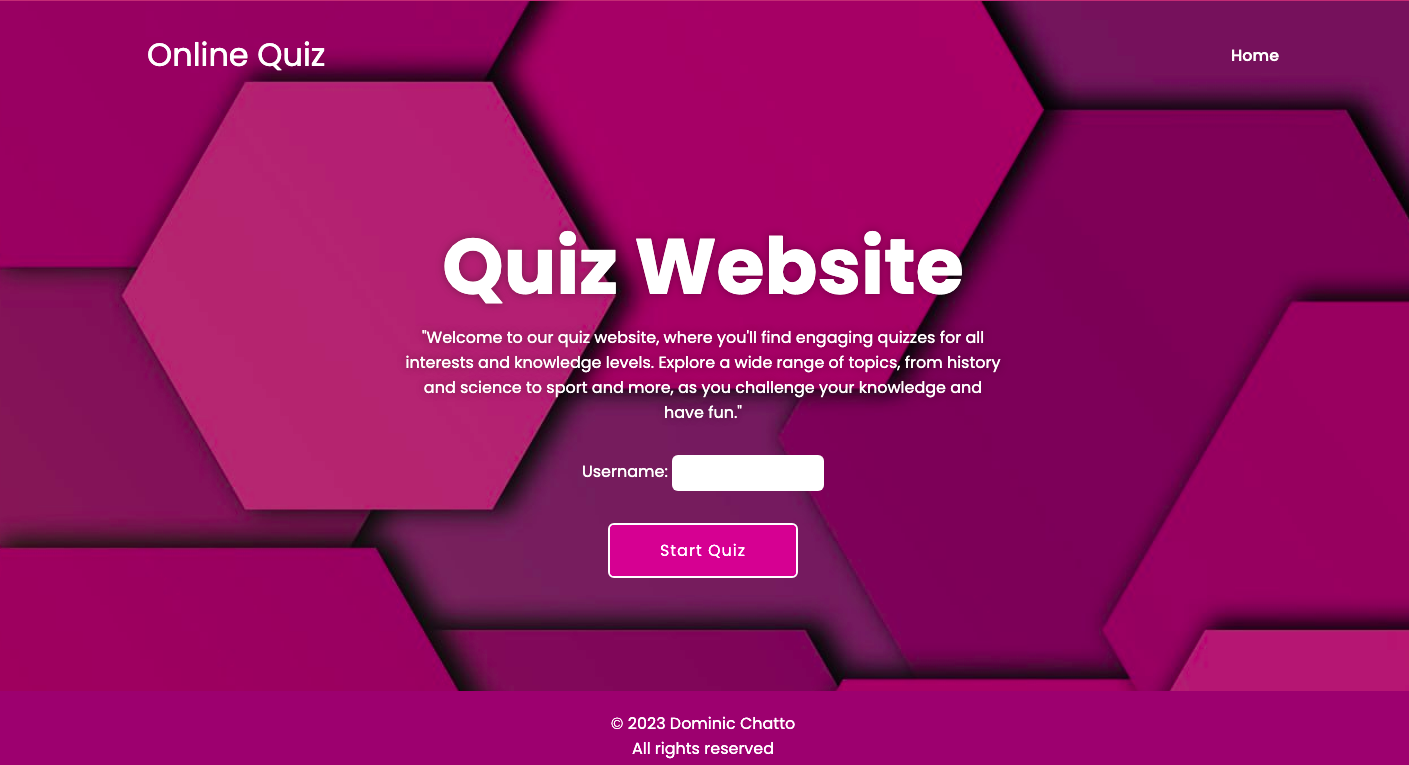 Online Quiz
Home
Quiz Website
"Welcome to our quiz website, where you'll find engaging quizzes for all
interests and knowledge levels. Explore a wide range of topics, from history
and science to sport and more, as you challenge your knowledge and
have fun."
Username:
Start Quiz
© 2023 Dominic Chatto
All rights reserved